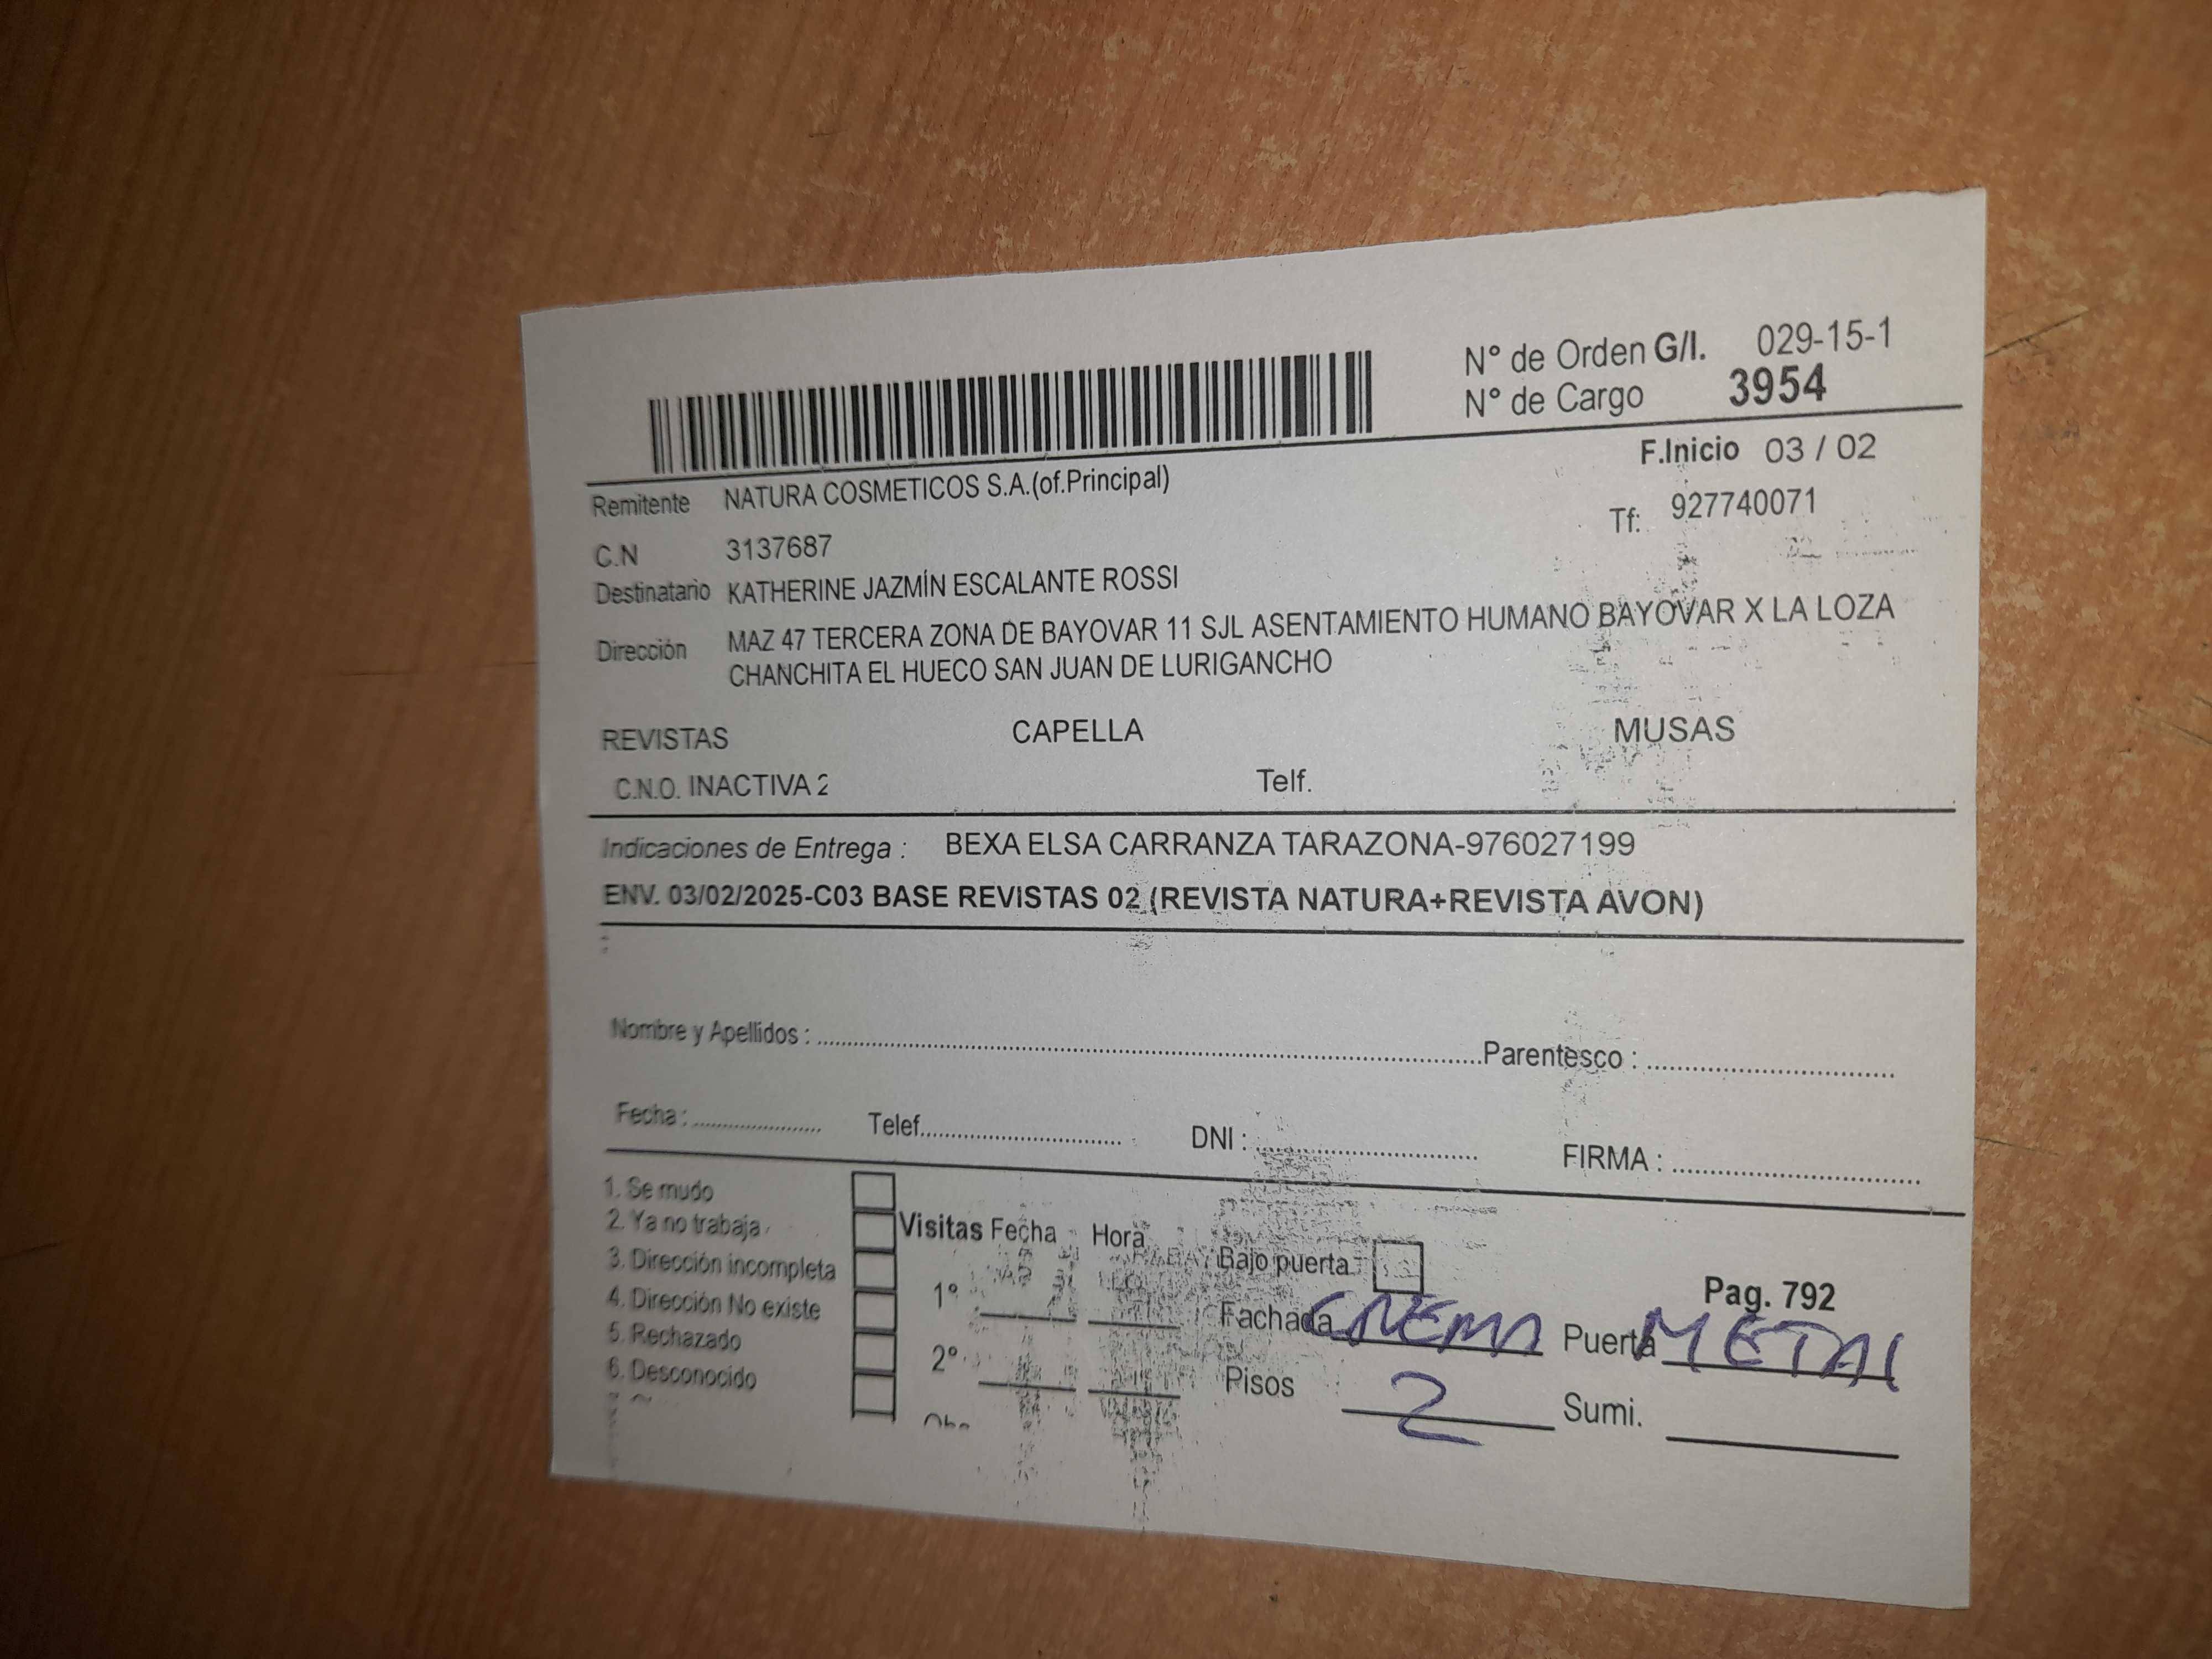 N° de Orden G/I. 029-15-1
N° de Cargo 3954
F.Inicio 03 / 02
Remitente NATURA COSMETICOS S.A.(of.Principal)
Tf: 927740071
C.N 3137687
Destinatario KATHERINE JAZMÍN ESCALANTE ROSSI
Dirección MAZ 47 TERCERA ZONA DE BAYOVAR 11 SJL ASENTAMIENTO HUMANO BAYOVAR X LA LOZA
CHANCHITA EL HUECO SAN JUAN DE LURIGANCHO
REVISTAS CAPELLA MUSAS
C.N.O. INACTIVA 2 Telf.
Indicaciones de Entrega : BEXA ELSA CARRANZA TARAZONA-976027199
ENV. 03/02/2025-C03 BASE REVISTAS 02 (REVISTA NATURA+REVISTA AVON)
:
Nombre y Apellidos : Parentesco :
Fecha : Telef. DNI : FIRMA :
1. Se mudo
2. Ya no trabaja
3. Dirección incompleta
4. Dirección No existe
5. Rechazado
6. Desconocido
Visitas Fecha Hora
1°
2°
Bajo puerta
Pag. 792
Fachada CREMA Puerta METAL
Pisos 2 Sumi.